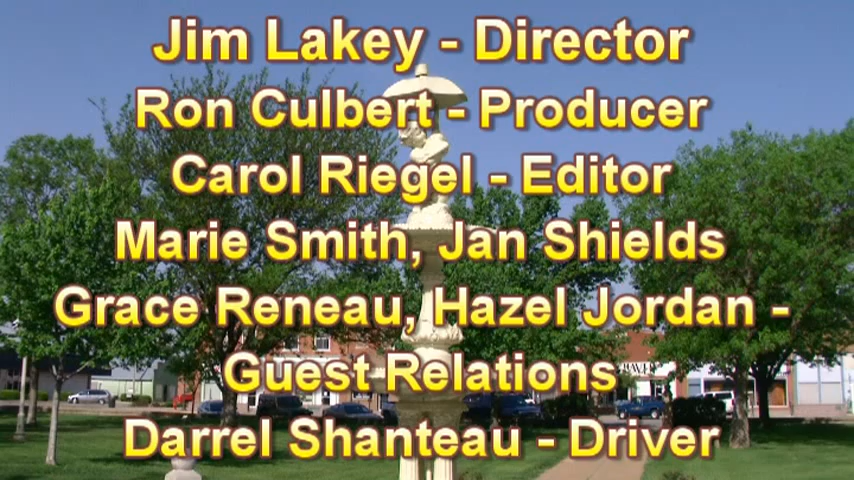 Jim Lakey - Director
Ron Culbert - Producer
Carol Riegel - Editor
Marie Smith, Jan Shields
Grace Reneau, Hazel Jordan -
Guest Relations
Darrel Shanteau - Driver